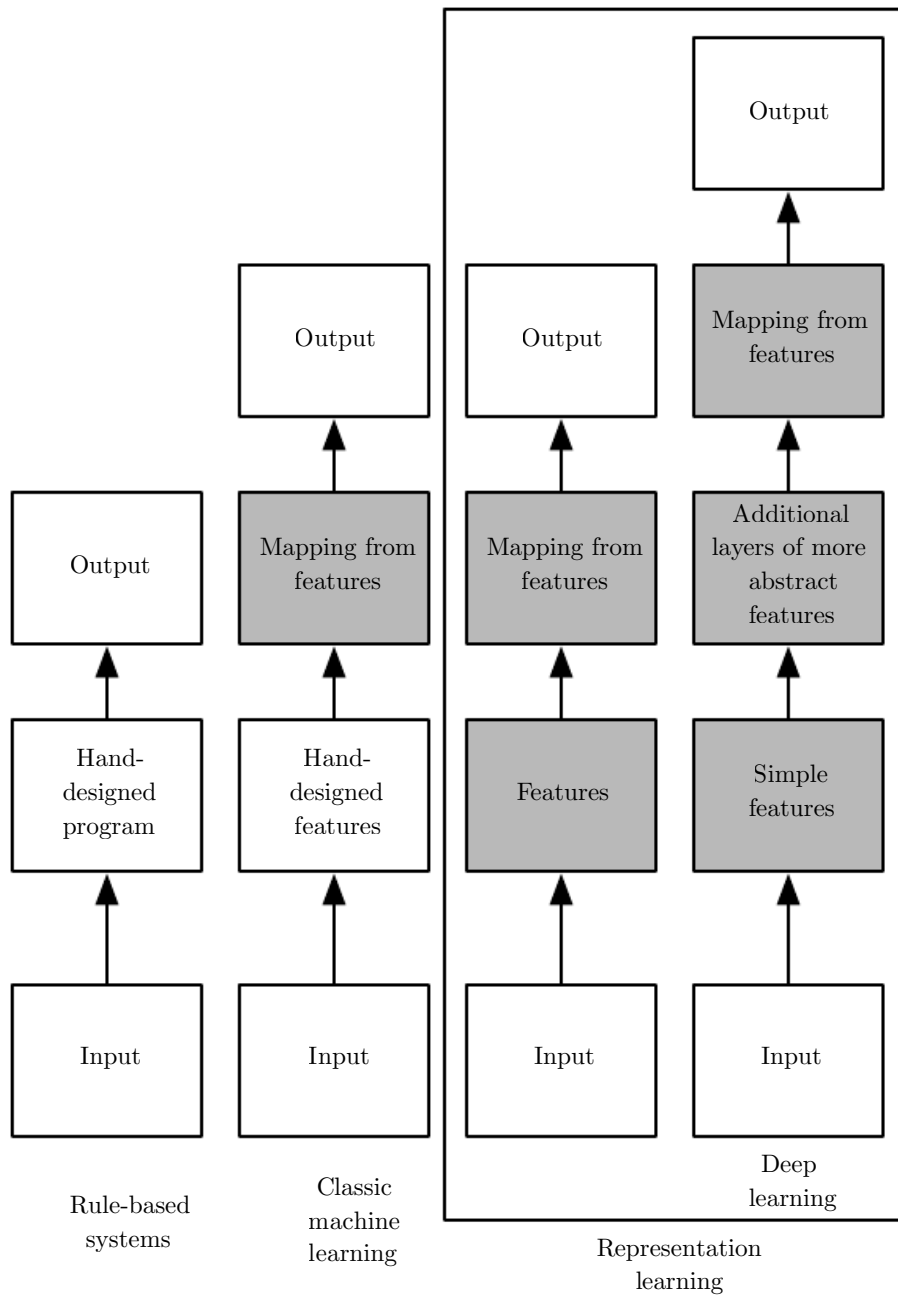 Output
Output
Output
Mapping from
features
Output
Mapping from
features
Mapping from
features
Additional
layers of more
abstract
features
Hand-
designed
program
Hand-
designed
features
Features
Simple
features
Input
Input
Input
Input
Rule-based
systems
Classic
machine
learning
Deep
learning
Representation
learning